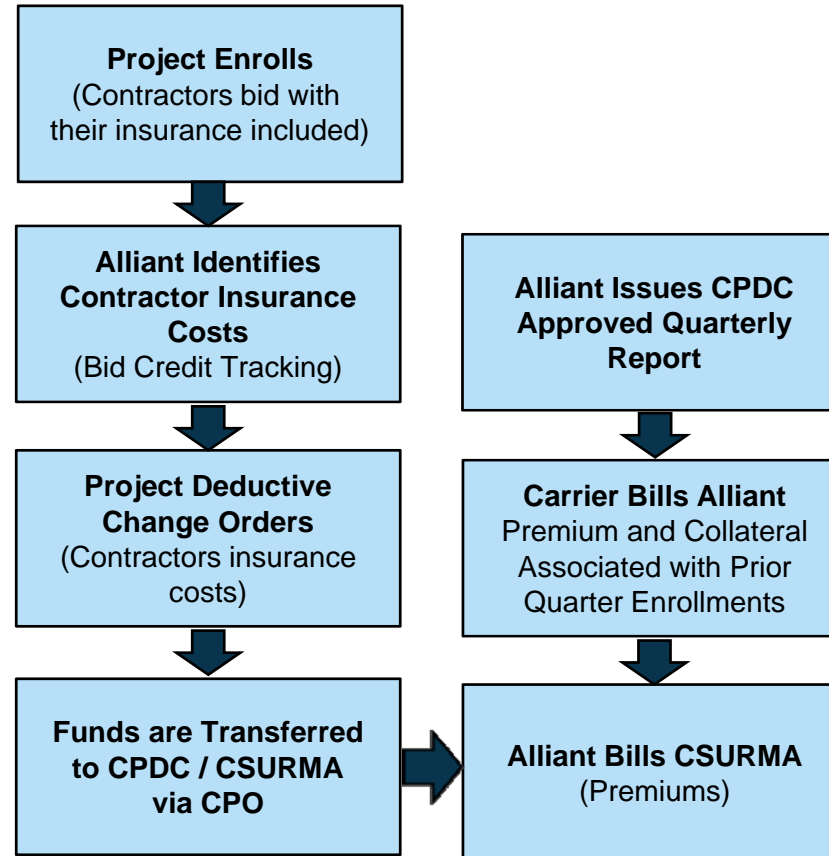 Project Enrolls
(Contractors bid with
their insurance included)
Alliant Identifies
Contractor Insurance
Costs
(Bid Credit Tracking)
Project Deductive
Change Orders
(Contractors insurance
costs)
Funds are Transferred
to CPDC / CSURMA
via CPO
Alliant Issues CPDC
Approved Quarterly
Report
Carrier Bills Alliant
Premium and Collateral
Associated with Prior
Quarter Enrollments
Alliant Bills CSURMA
(Premiums)